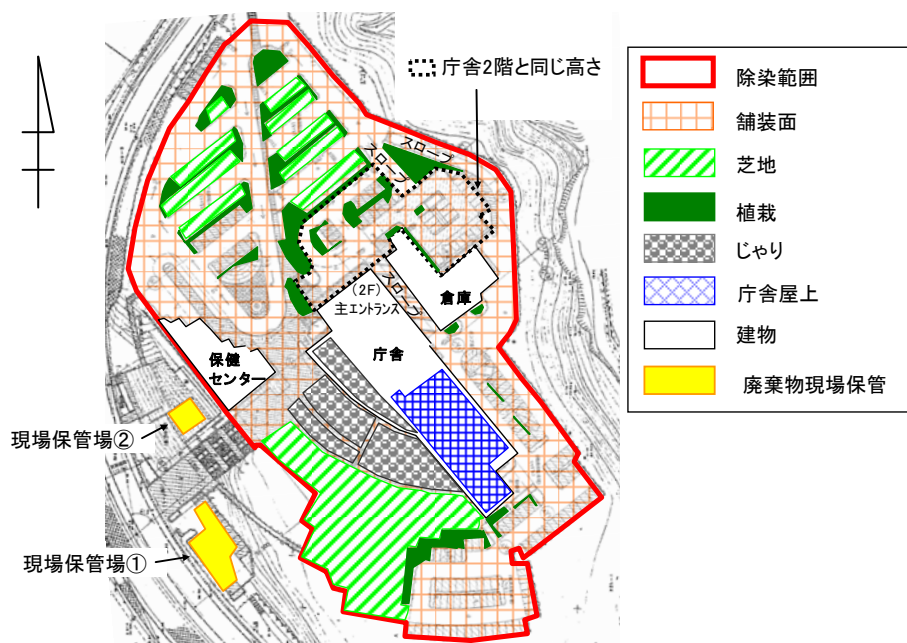 庁舎2階と同じ高さ
スロープ
スロープ
(2F)
主エントランス
スロープ
倉庫
庁舎
保健
センター
現場保管場②
現場保管場①
除染範囲
舗装面
芝地
植栽
じゃり
庁舎屋上
建物
廃棄物現場保管